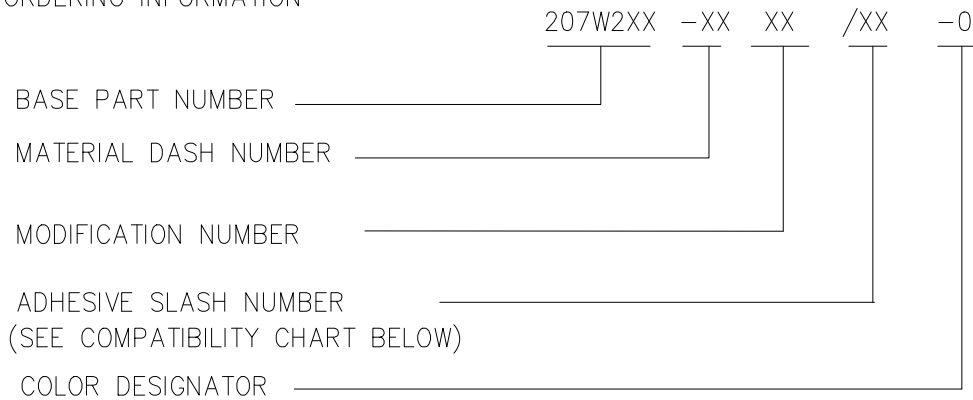 ORDERING INFORMATION
207W2XX -XX XX /XX -0
BASE PART NUMBER
MATERIAL DASH NUMBER
MODIFICATION NUMBER
ADHESIVE SLASH NUMBER
(SEE COMPATIBILITY CHART BELOW)
COLOR DESIGNATOR